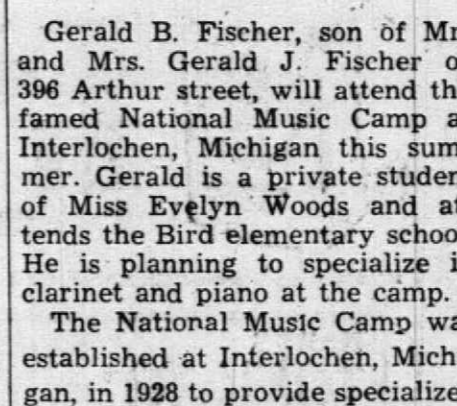 Gerald B. Fischer, son of Mr
and Mrs. Gerald J. Fischer o
396 Arthur street, will attend th
famed National Music Camp a
Interlochen, Michigan this sum
mer. Gerald is a private studen
of Miss Evelyn Woods and at
tends the Bird elementary schoo
He is planning to specialize i
clarinet and piano at the camp.
The National Music Camp wa
established at Interlochen, Mich
gan, in 1928 to provide specialize